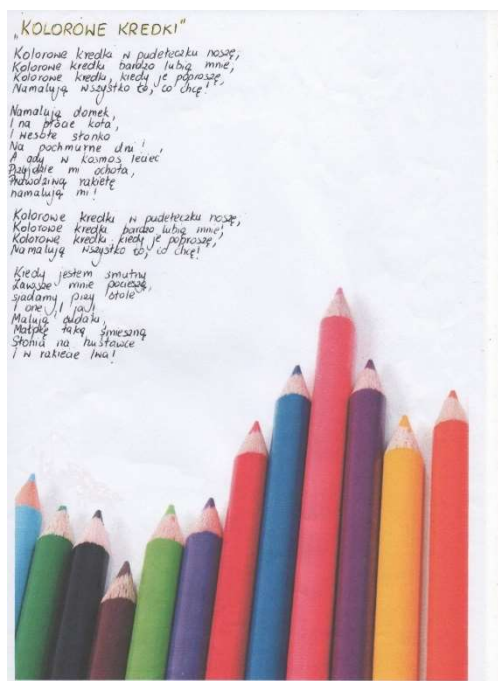 „KOLOROWE KREDKI"
Kolorowe kredki w pudełeczku noszę,
Kolorowe kredki bardzo lubią mnie,
Kolorowe kredki, kiedy je poproszę,
Namalują wszystko to, co chcę!
Namalują domek,
I na płocie kota,
I wesołe słonko
Na pochmurne dni!
A gdy w kosmos lecieć
Przyjdzie mi ochota,
Prawdziwą rakietę
namalują mi!
Kolorowe kredki w pudełeczku noszę,
Kolorowe kredki bardzo lubią mnie,
Kolorowe kredki kiedy je poproszę,
Namalują wszystko to, co chcę!
Kiedy jestem smutny
Zawsze mnie pocieszą,
siadamy przy stole
I one, I ja!
Malują cudaki,
Małpkę taką śmieszną
Słonia na huśtawce
I w rakiecie lwa!